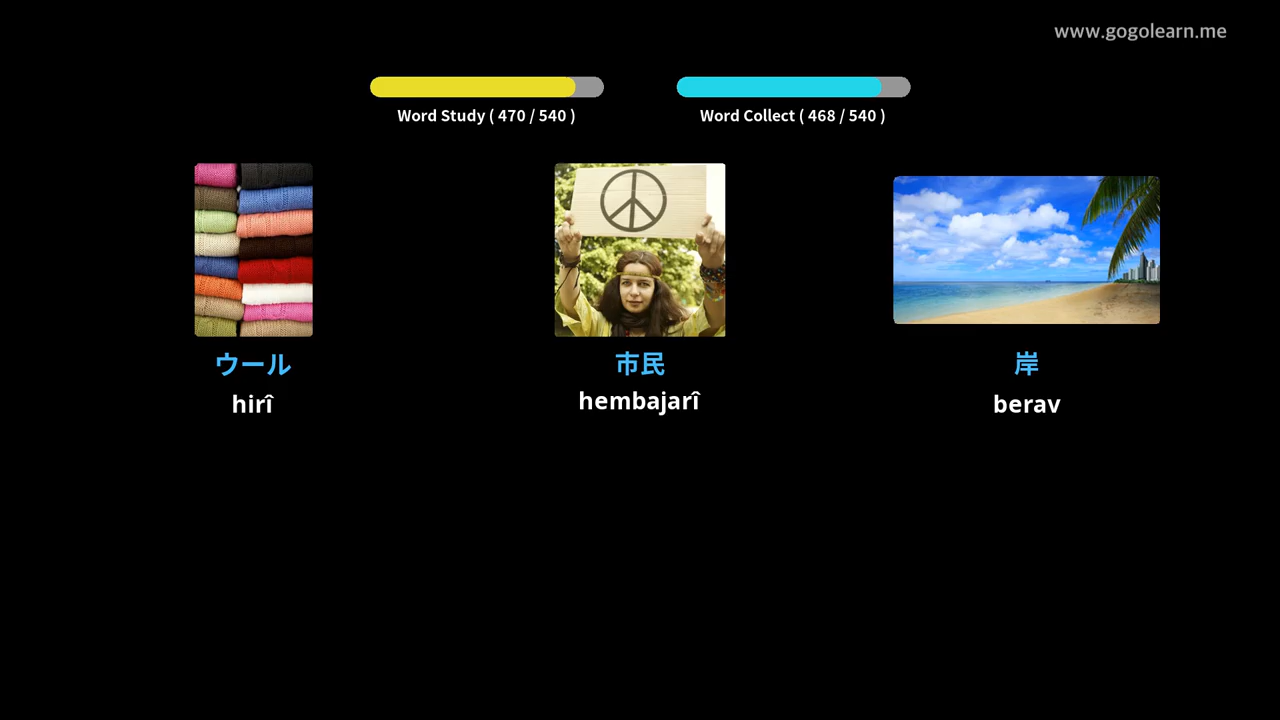 www.gogolearn.me
Word Study ( 470 / 540 )
Word Collect ( 468 / 540 )
ウール
市民
岸
hirî
hembajarî
berav